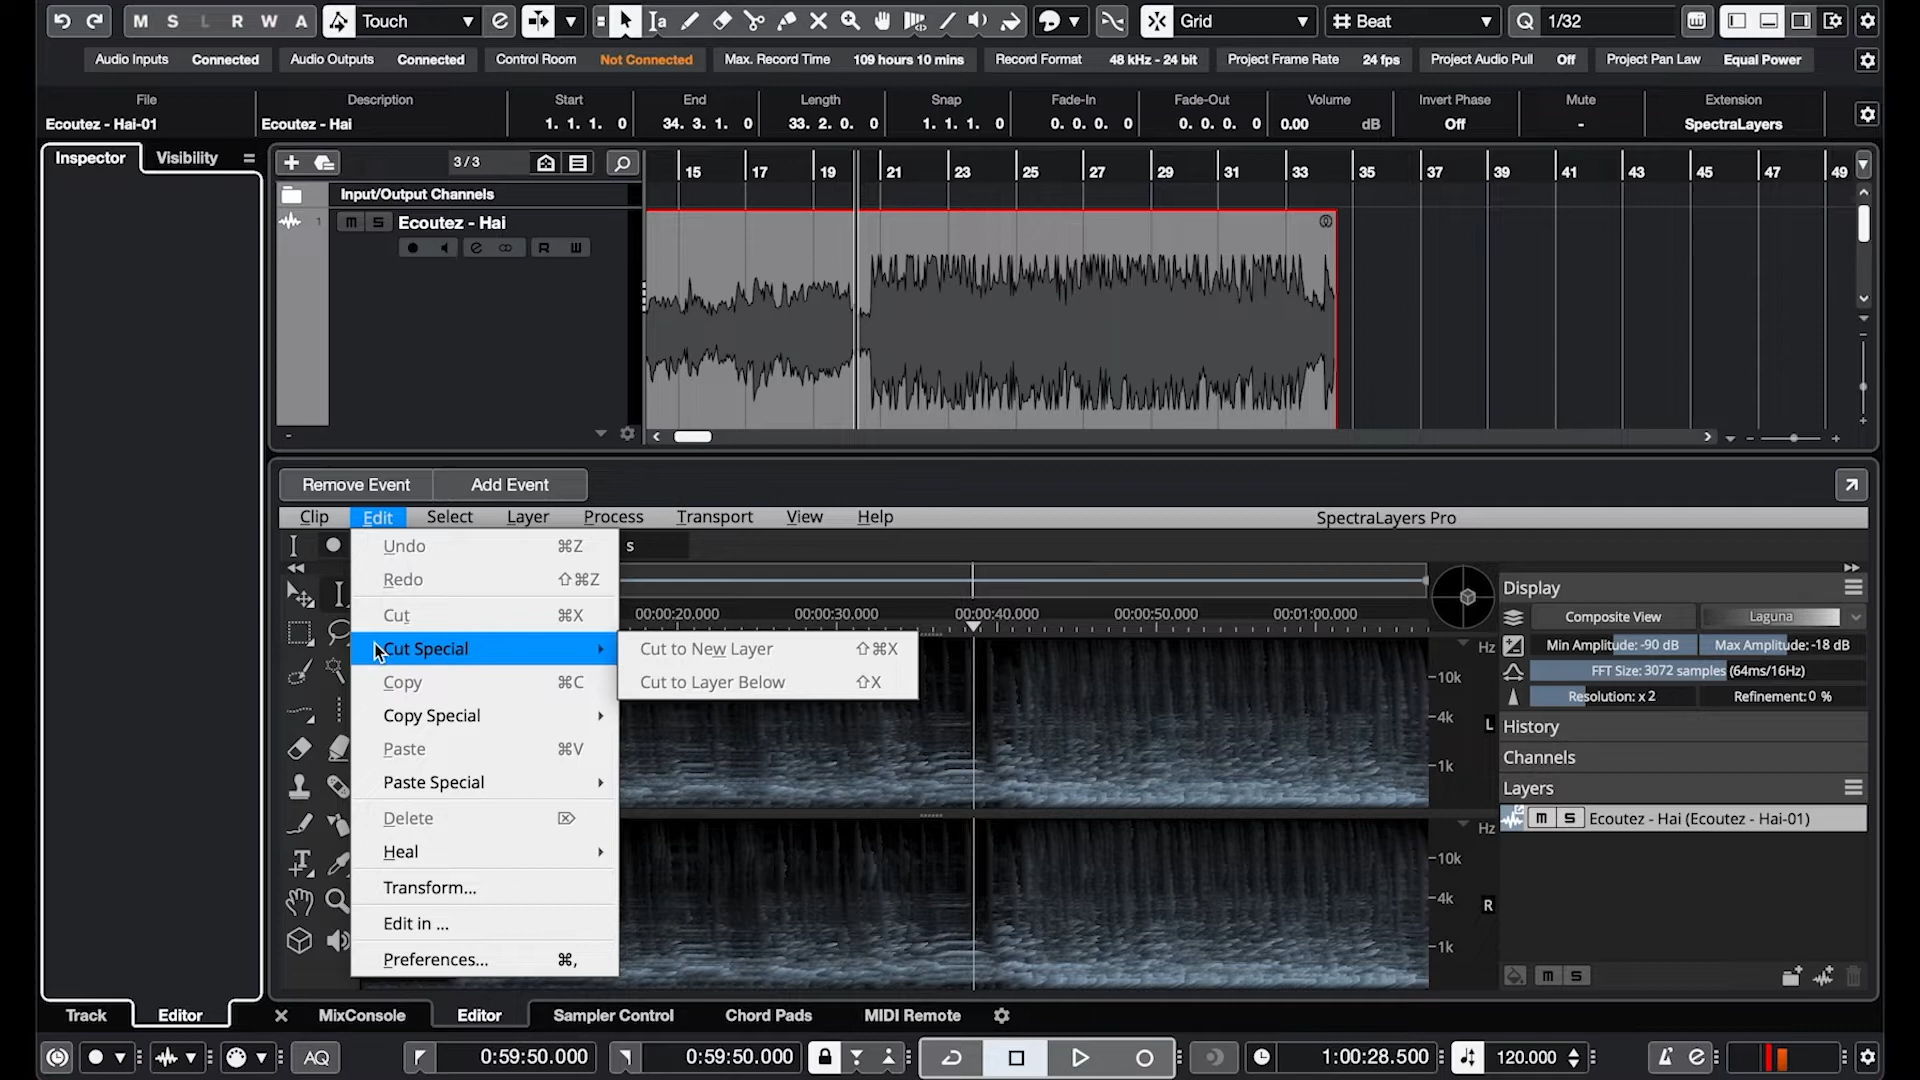 M S L R W A Touch Grid Beat Q 1/32
Audio Inputs Connected Audio Outputs Connected Control Room Not Connected Max. Record Time 109 hours 10 mins Record Format 48 kHz - 24 bit Project Frame Rate 24 fps Project Audio Pull Off Project Pan Law Equal Power
File Description Start End Length Snap Fade-In Fade-Out Volume Invert Phase Mute Extension
Ecoutez - Hai-01 Ecoutez - Hai 1. 1. 1. 0 34. 3. 1. 0 33. 2. 0. 0 1. 1. 1. 0 0. 0. 0. 0 0. 0. 0. 0 0.00 dB Off - SpectraLayers
Inspector Visibility
3/3
15 17 19 21 23 25 27 29 31 33 35 37 39 41 43 45 47 49
Input/Output Channels
1 m S Ecoutez - Hai
e R W
Remove Event Add Event
Clip Edit Select Layer Process Transport View Help SpectraLayers Pro
Undo ⌘Z
s
Redo ⇧⌘Z
Cut ⌘X
Cut Special
Copy ⌘C
Copy Special
Paste ⌘V
Paste Special
Delete
Heal
Transform...
Edit in ...
Preferences... ⌘,
Cut to New Layer ⇧⌘X
Cut to Layer Below ⇧X
00:00:20.000 00:00:30.000 00:00:40.000 00:00:50.000 00:01:00.000
Hz
10k
4k L
1k
Hz
10k
4k R
1k
Display
Composite View Laguna
Min Amplitude: -90 dB Max Amplitude: -18 dB
FFT Size: 3072 samples (64ms/16Hz)
Resolution: x 2 Refinement: 0 %
History
Channels
Layers
m S Ecoutez - Hai (Ecoutez - Hai-01)
m S
Track Editor MixConsole Editor Sampler Control Chord Pads MIDI Remote
AQ 0:59:50.000 0:59:50.000 1:00:28.500 120.000